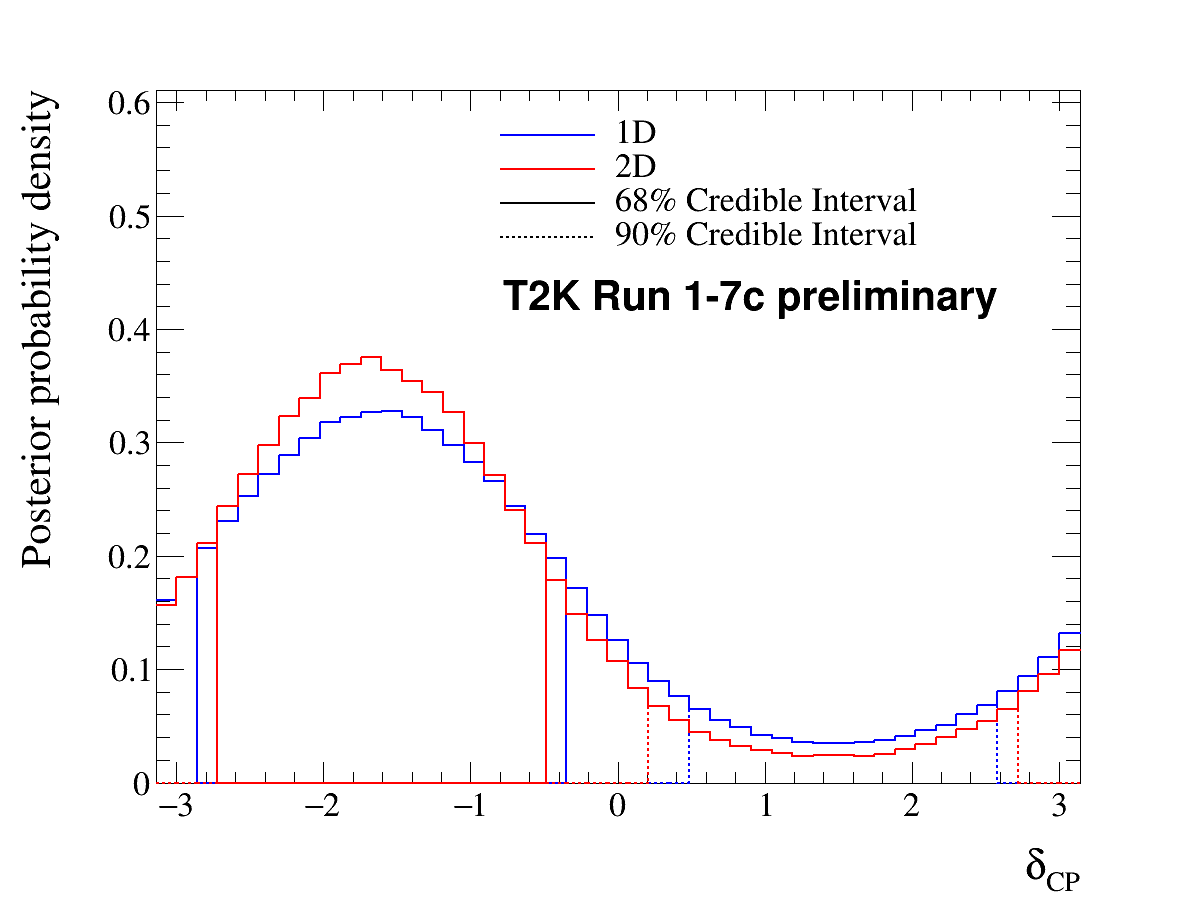 Posterior probability density
0.6
0.5
0.4
0.3
0.2
0.1
0
1D
2D
68% Credible Interval
90% Credible Interval
T2K Run 1-7c preliminary
−3 −2 −1 0 1 2 3
δCP